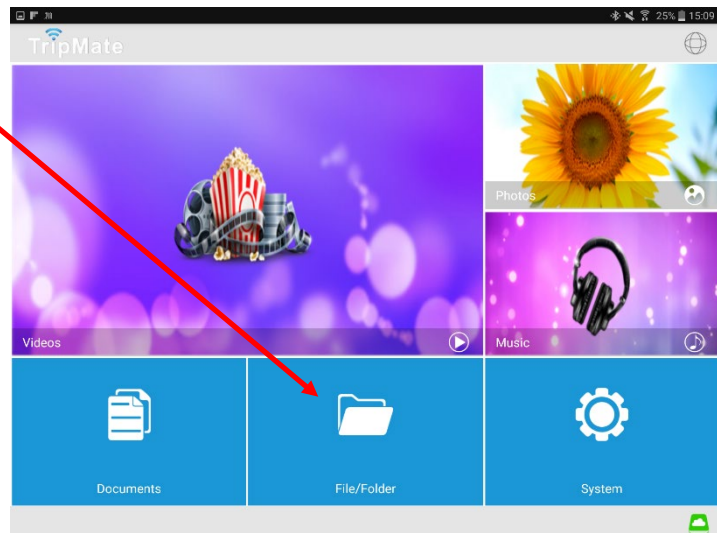 25% 15:09
TripMate
Photos
Videos
Music
Documents
File/Folder
System